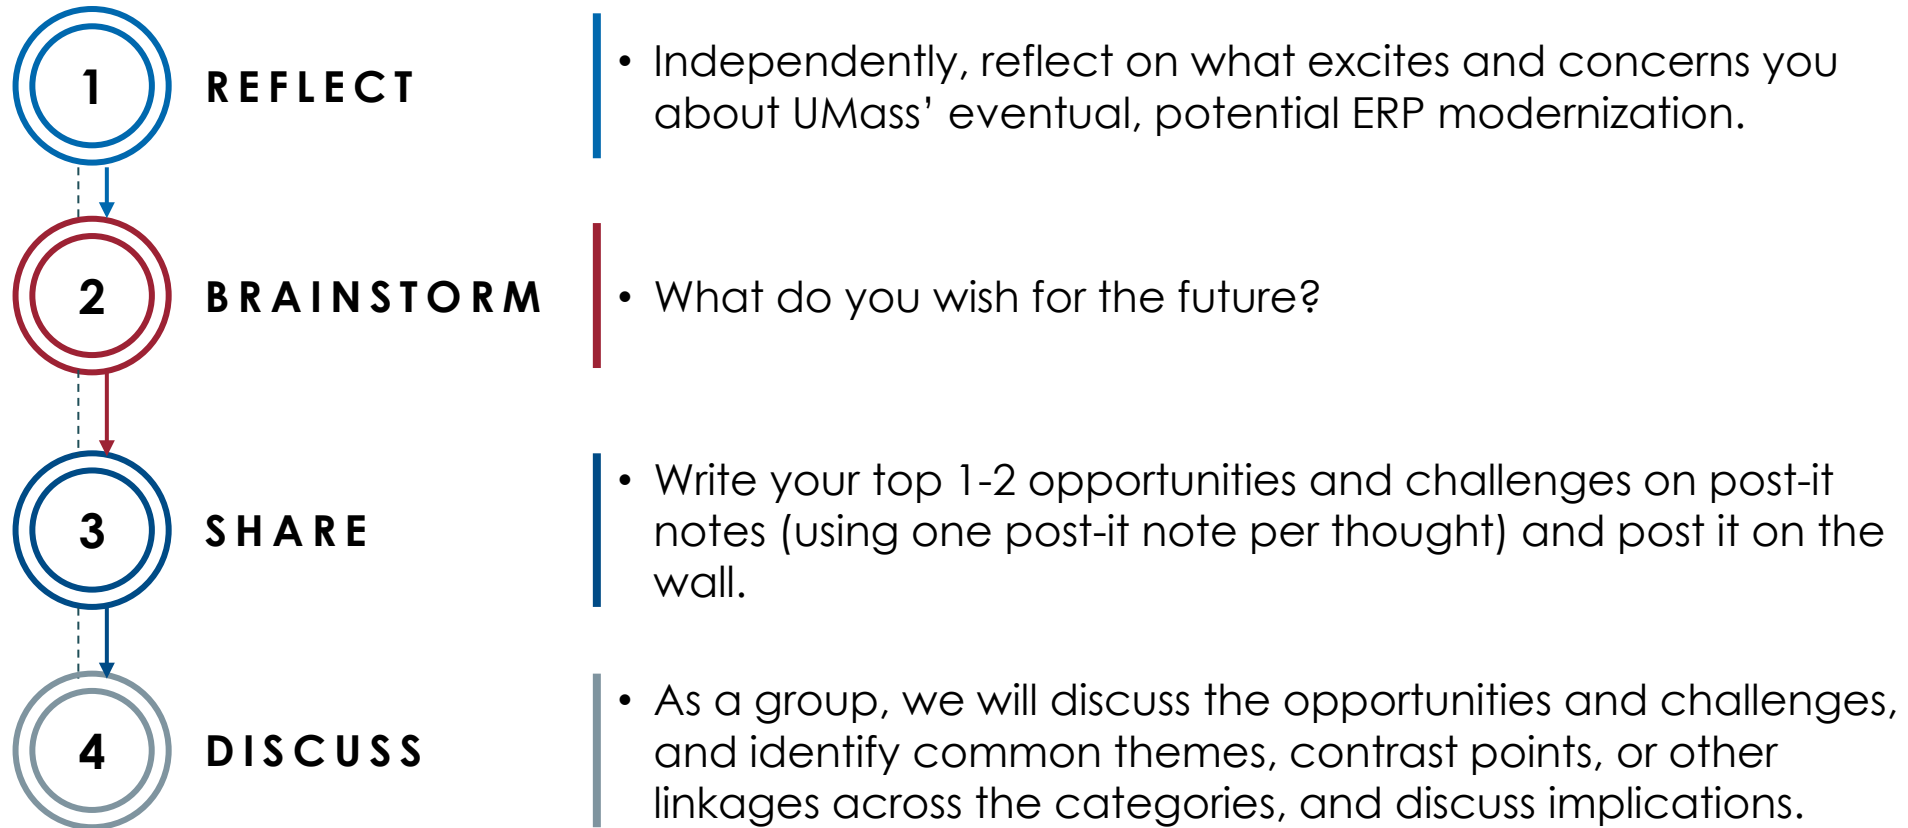 1
REFLECT
• Independently, reflect on what excites and concerns you
about UMass’ eventual, potential ERP modernization.
2
BRAINSTORM
• What do you wish for the future?
3
SHARE
• Write your top 1-2 opportunities and challenges on post-it
notes (using one post-it note per thought) and post it on the
wall.
4
DISCUSS
• As a group, we will discuss the opportunities and challenges,
and identify common themes, contrast points, or other
linkages across the categories, and discuss implications.